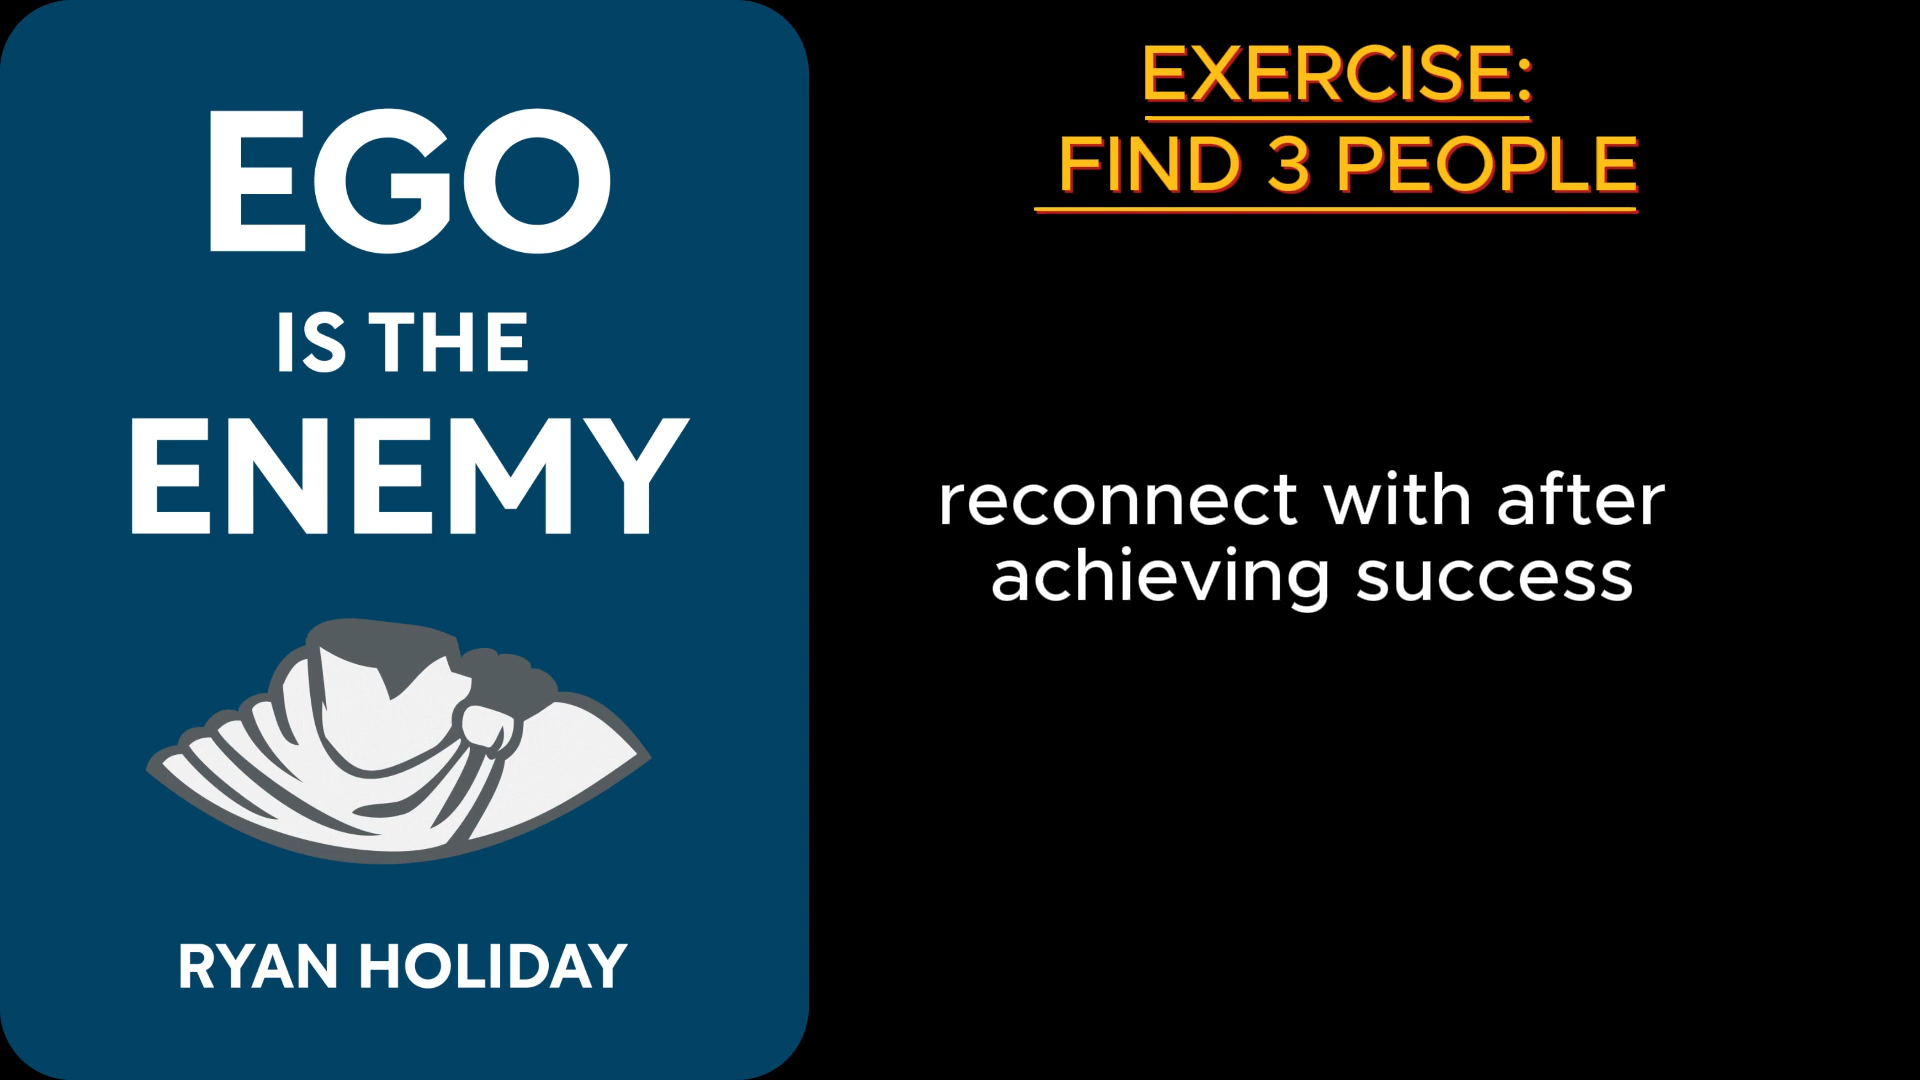 EGO
IS THE
ENEMY
RYAN HOLIDAY
EXERCISE:
FIND 3 PEOPLE
reconnect with after
achieving success